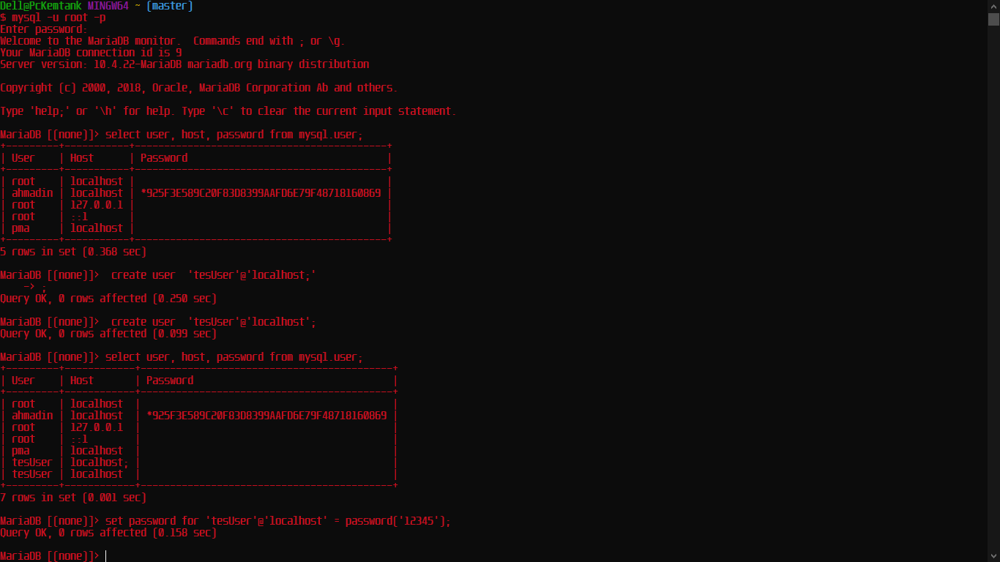 Dell@PcKemtank MINGW64 ~ (master)
$ mysql -u root -p
Enter password:
Welcome to the MariaDB monitor.  Commands end with ; or \g.
Your MariaDB connection id is 9
Server version: 10.4.22-MariaDB mariadb.org binary distribution

Copyright (c) 2000, 2018, Oracle, MariaDB Corporation Ab and others.

Type 'help;' or '\h' for help. Type '\c' to clear the current input statement.

MariaDB [(none)]> select user, host, password from mysql.user;
+---------+-----------+-------------------------------------------+
| User    | Host      | Password                                  |
+---------+-----------+-------------------------------------------+
| root    | localhost |                                           |
| ahmadin | localhost | *925F3E589C20F83D8399AAFD6E79F48718160869 |
| root    | 127.0.0.1 |                                           |
| root    | ::1       |                                           |
| pma     | localhost |                                           |
+---------+-----------+-------------------------------------------+
5 rows in set (0.368 sec)

MariaDB [(none)]>  create user  'tesUser'@'localhost;'
    -> ;
Query OK, 0 rows affected (0.250 sec)

MariaDB [(none)]>  create user  'tesUser'@'localhost';
Query OK, 0 rows affected (0.099 sec)

MariaDB [(none)]> select user, host, password from mysql.user;
+---------+------------+-------------------------------------------+
| User    | Host       | Password                                  |
+---------+------------+-------------------------------------------+
| root    | localhost  |                                           |
| ahmadin | localhost  | *925F3E589C20F83D8399AAFD6E79F48718160869 |
| root    | 127.0.0.1  |                                           |
| root    | ::1        |                                           |
| pma     | localhost  |                                           |
| tesUser | localhost; |                                           |
| tesUser | localhost  |                                           |
+---------+------------+-------------------------------------------+
7 rows in set (0.001 sec)

MariaDB [(none)]> set password for 'tesUser'@'localhost' = password('12345');
Query OK, 0 rows affected (0.158 sec)

MariaDB [(none)]>